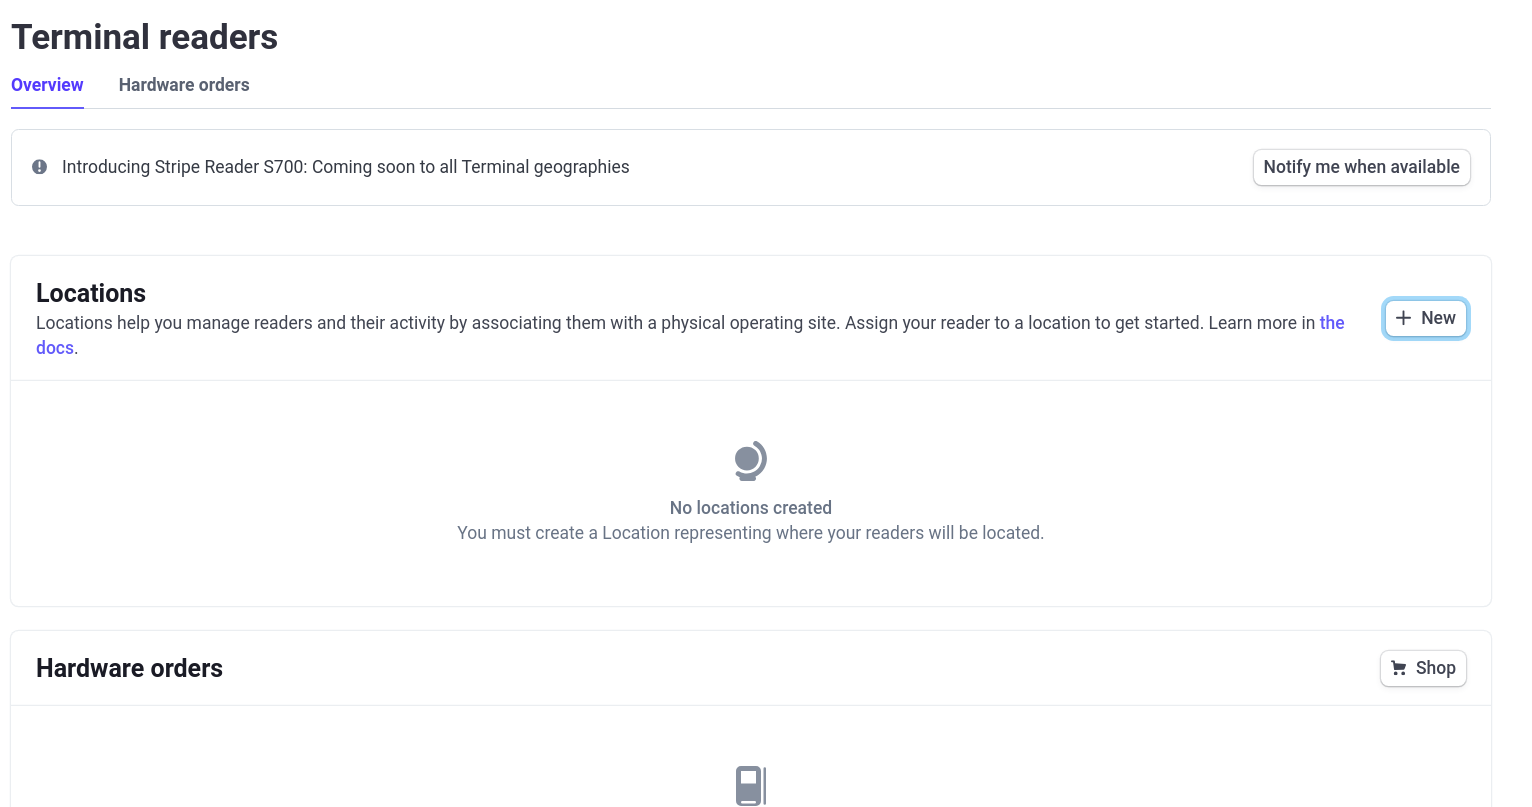 Terminal readers
Overview
Hardware orders
Introducing Stripe Reader S700: Coming soon to all Terminal geographies
Notify me when available
Locations
Locations help you manage readers and their activity by associating them with a physical operating site. Assign your reader to a location to get started. Learn more in the
docs.
New
No locations created
You must create a Location representing where your readers will be located.
Hardware orders
Shop